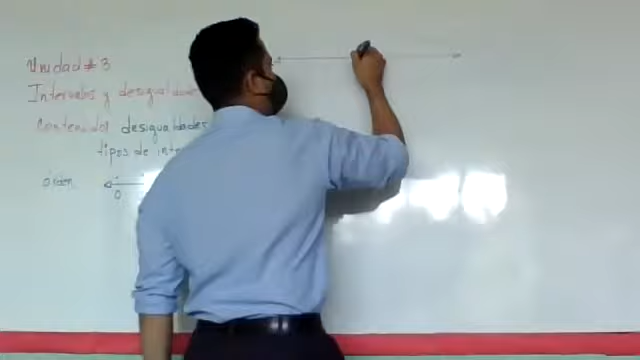 Unidad # 3
Intervalos y desigualdades
Contenido: desigualdades
tipos de
orden
0